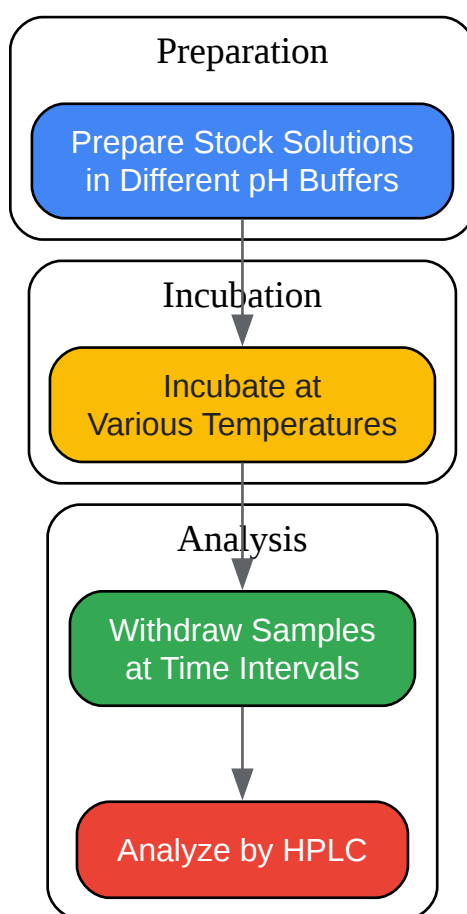 Preparation
Prepare Stock Solutions
in Different pH Buffers
Incubation
Incubate at
Various Temperatures
Analysis
Withdraw Samples
at Time Intervals
Analyze by HPLC